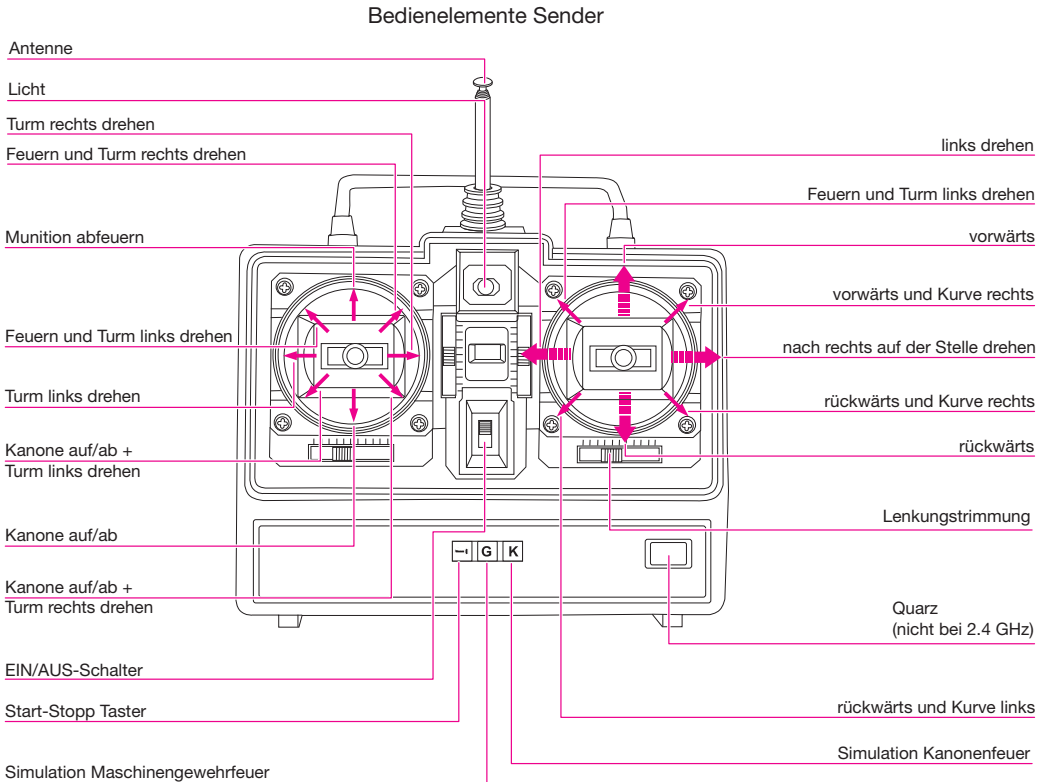 Bedienelemente Sender
Antenne
Licht
Turm rechts drehen
Feuern und Turm rechts drehen
Munition abfeuern
Feuern und Turm links drehen
Turm links drehen
Kanone auf/ab +
Turm links drehen
Kanone auf/ab
Kanone auf/ab +
Turm rechts drehen
EIN/AUS-Schalter
Start-Stopp Taster
Simulation Maschinengewehrfeuer
links drehen
Feuern und Turm links drehen
vorwärts
vorwärts und Kurve rechts
nach rechts auf der Stelle drehen
rückwärts und Kurve rechts
rückwärts
Lenkungstrimmung
Quarz
(nicht bei 2.4 GHz)
rückwärts und Kurve links
Simulation Kanonenfeuer
G K